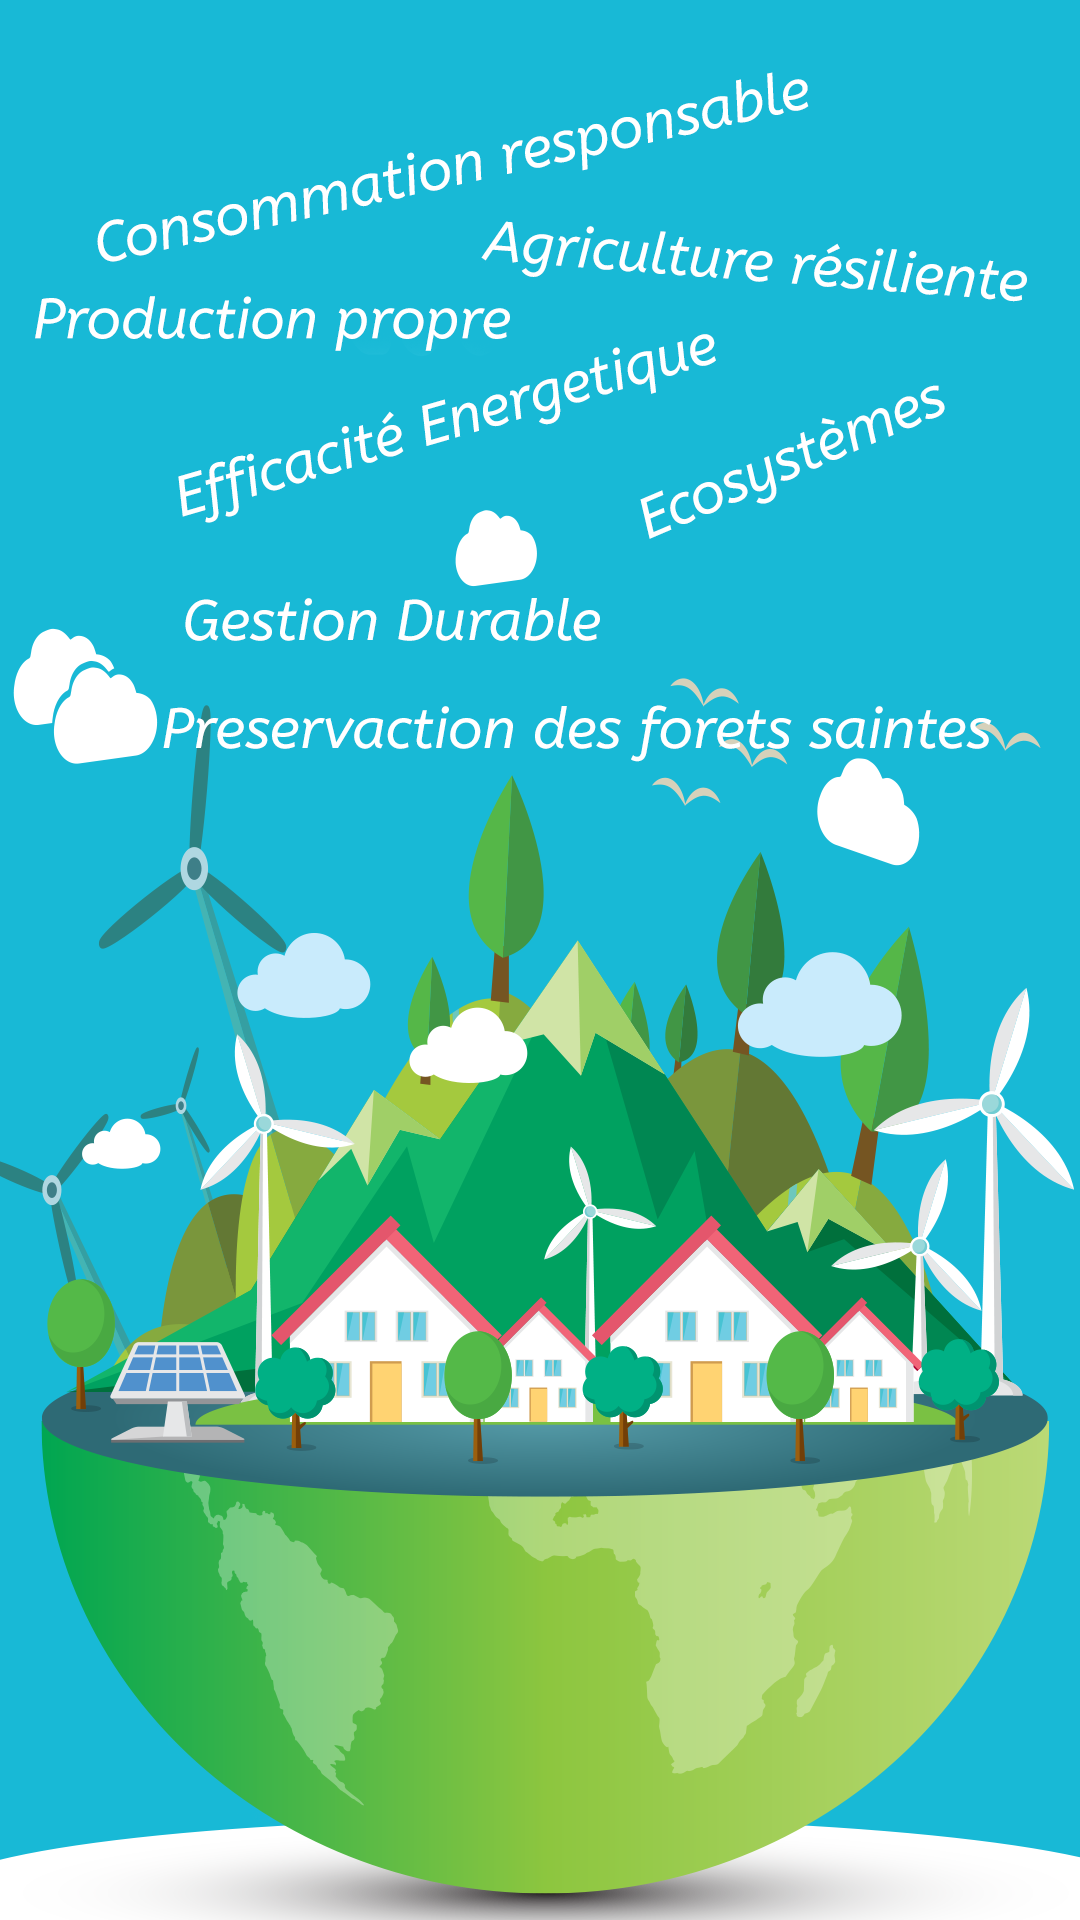 Consommation responsable
Agriculture résiliente
Production propre
Efficacité Energetique
Ecosystèmes
Gestion Durable
Preservaction des forets saintes